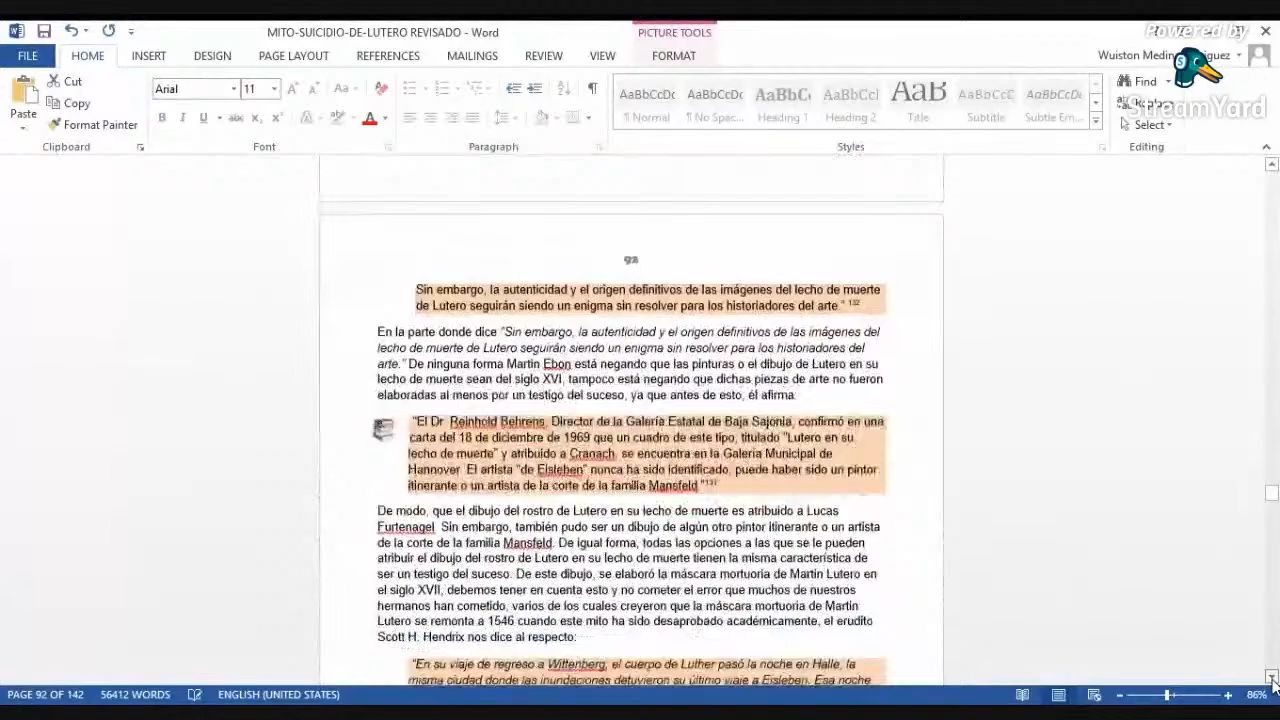 MITO-SUICIDIO-DE-LUTERO REVISADO - Word
PICTURE TOOLS
Powered by
FILE HOME INSERT DESIGN PAGE LAYOUT REFERENCES MAILINGS REVIEW VIEW FORMAT
Wuiston
StreamYard
Cut
Copy
Format Painter
Paste
Arial 11
AaBbCcDc AaBbCcDc AaBbC AaBbCcI AaB AaBbCcD AaBbCcDc
¶ Normal ¶ No Spac... Heading 1 Heading 2 Title Subtitle Subtle Em...
Find
Select
Clipboard Font Paragraph Styles Editing
92
Sin embargo, la autenticidad y el origen definitivos de las imágenes del lecho de muerte
de Lutero seguirán siendo un enigma sin resolver para los historiadores del arte." 132
En la parte donde dice "Sin embargo, la autenticidad y el origen definitivos de las imágenes del
lecho de muerte de Lutero seguirán siendo un enigma sin resolver para los historiadores del
arte." De ninguna forma Martin Ebon está negando que las pinturas o el dibujo de Lutero en su
lecho de muerte sean del siglo XVI, tampoco está negando que dichas piezas de arte no fueron
elaboradas al menos por un testigo del suceso, ya que antes de esto, él afirma:
"El Dr. Reinhold Behrens, Director de la Galería Estatal de Baja Sajonia, confirmó en una
carta del 18 de diciembre de 1969 que un cuadro de este tipo, titulado "Lutero en su
lecho de muerte" y atribuido a Cranach, se encuentra en la Galería Municipal de
Hannover. El artista "de Eisleben" nunca ha sido identificado, puede haber sido un pintor
itinerante o un artista de la corte de la familia Mansfeld."
De modo, que el dibujo del rostro de Lutero en su lecho de muerte es atribuido a Lucas
Furtenagel. Sin embargo, también pudo ser un dibujo de algún otro pintor itinerante o un artista
de la corte de la familia Mansfeld. De igual forma, todas las opciones a las que se le pueden
atribuir el dibujo del rostro de Lutero en su lecho de muerte tienen la misma característica de
ser un testigo del suceso. De este dibujo, se elaboró la máscara mortuoria de Martin Lutero en
el siglo XVII, debemos tener en cuenta esto y no cometer el error que muchos de nuestros
hermanos han cometido, varios de los cuales creyeron que la máscara mortuoria de Martin
Lutero se remonta a 1546 cuando este mito ha sido desaprobado académicamente, el erudito
Scott H. Hendrix nos dice al respecto:
"En su viaje de regreso a Wittenberg, el cuerpo de Luther pasó la noche en Halle, la
misma ciudad donde las inundaciones detuvieron su último viaje a Eisleben. Esa noche
PAGE 92 OF 142 56412 WORDS ENGLISH (UNITED STATES) 86%